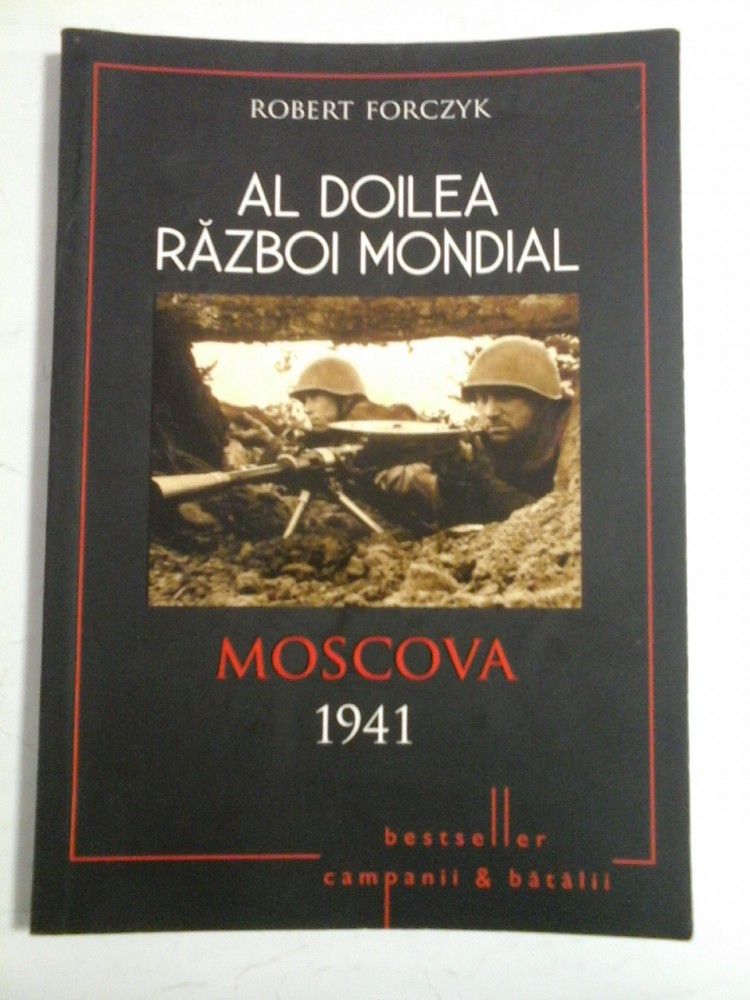 ROBERT FORCZYK
AL DOILEA
RĂZBOI MONDIAL
MOSCOVA
1941
bestseller
campanii & bătălii